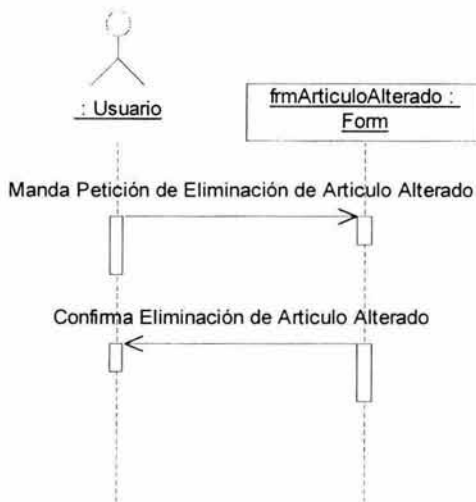 : Usuario
frmArticuloAlterado :
Form
Manda Petición de Eliminación de Articulo Alterado
Confirma Eliminación de Articulo Alterado